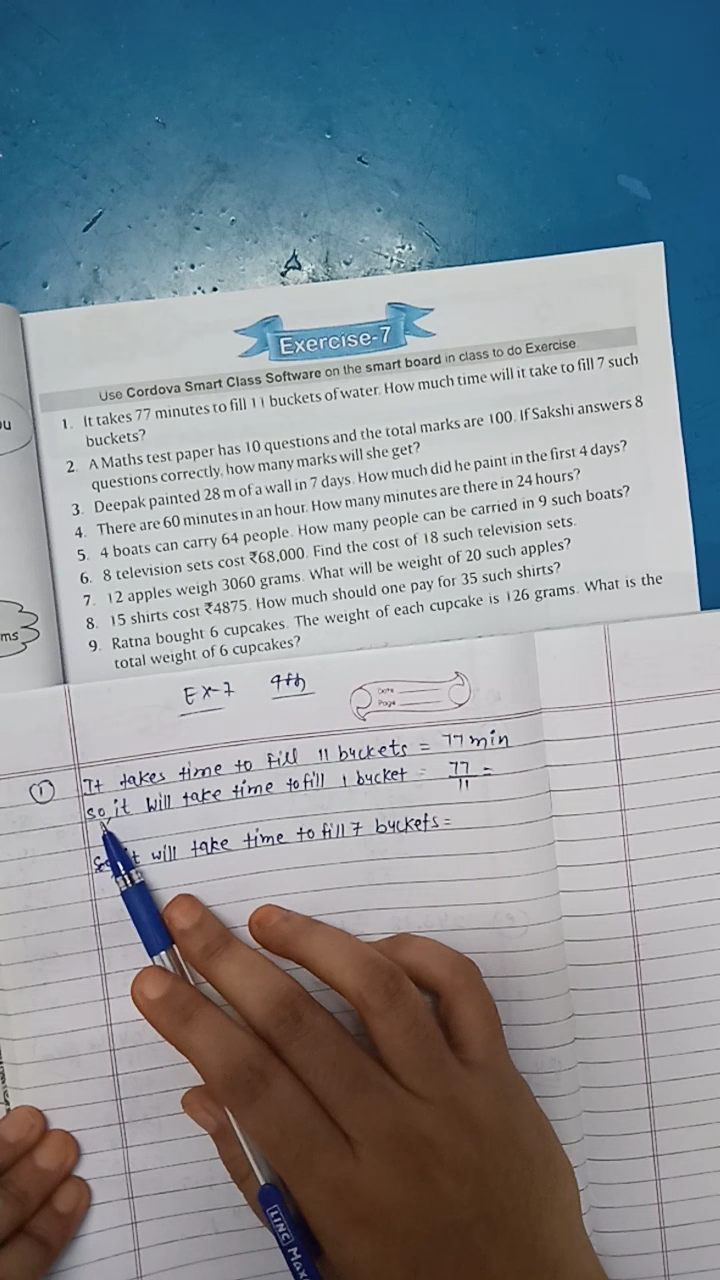 Exercise-7
Use Cordova Smart Class Software on the smart board in class to do Exercise
1. It takes 77 minutes to fill 11 buckets of water. How much time will it take to fill 7 such
buckets?
2. A Maths test paper has 10 questions and the total marks are 100. If Sakshi answers 8
questions correctly, how many marks will she get?
3. Deepak painted 28 m of a wall in 7 days. How much did he paint in the first 4 days?
4. There are 60 minutes in an hour. How many minutes are there in 24 hours?
5. 4 boats can carry 64 people. How many people can be carried in 9 such boats?
6. 8 television sets cost ₹68,000. Find the cost of 18 such television sets.
7. 12 apples weigh 3060 grams. What will be weight of 20 such apples?
8. 15 shirts cost ₹4875. How much should one pay for 35 such shirts?
9. Ratna bought 6 cupcakes. The weight of each cupcake is 126 grams. What is the
total weight of 6 cupcakes?
ms
Ex-7 9th
Date
Page
① It takes time to fill 11 buckets = 77 min
so, it will take time to fill 1 bucket = 77/11 =
it will take time to fill 7 buckets =
LINC Max